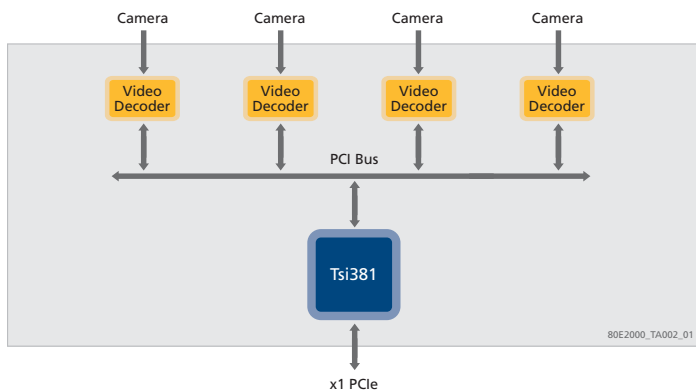 Camera Camera Camera Camera
Video Decoder
Video Decoder
Video Decoder
Video Decoder
PCI Bus
Tsi381
80E2000_TA002_01
x1 PCIe